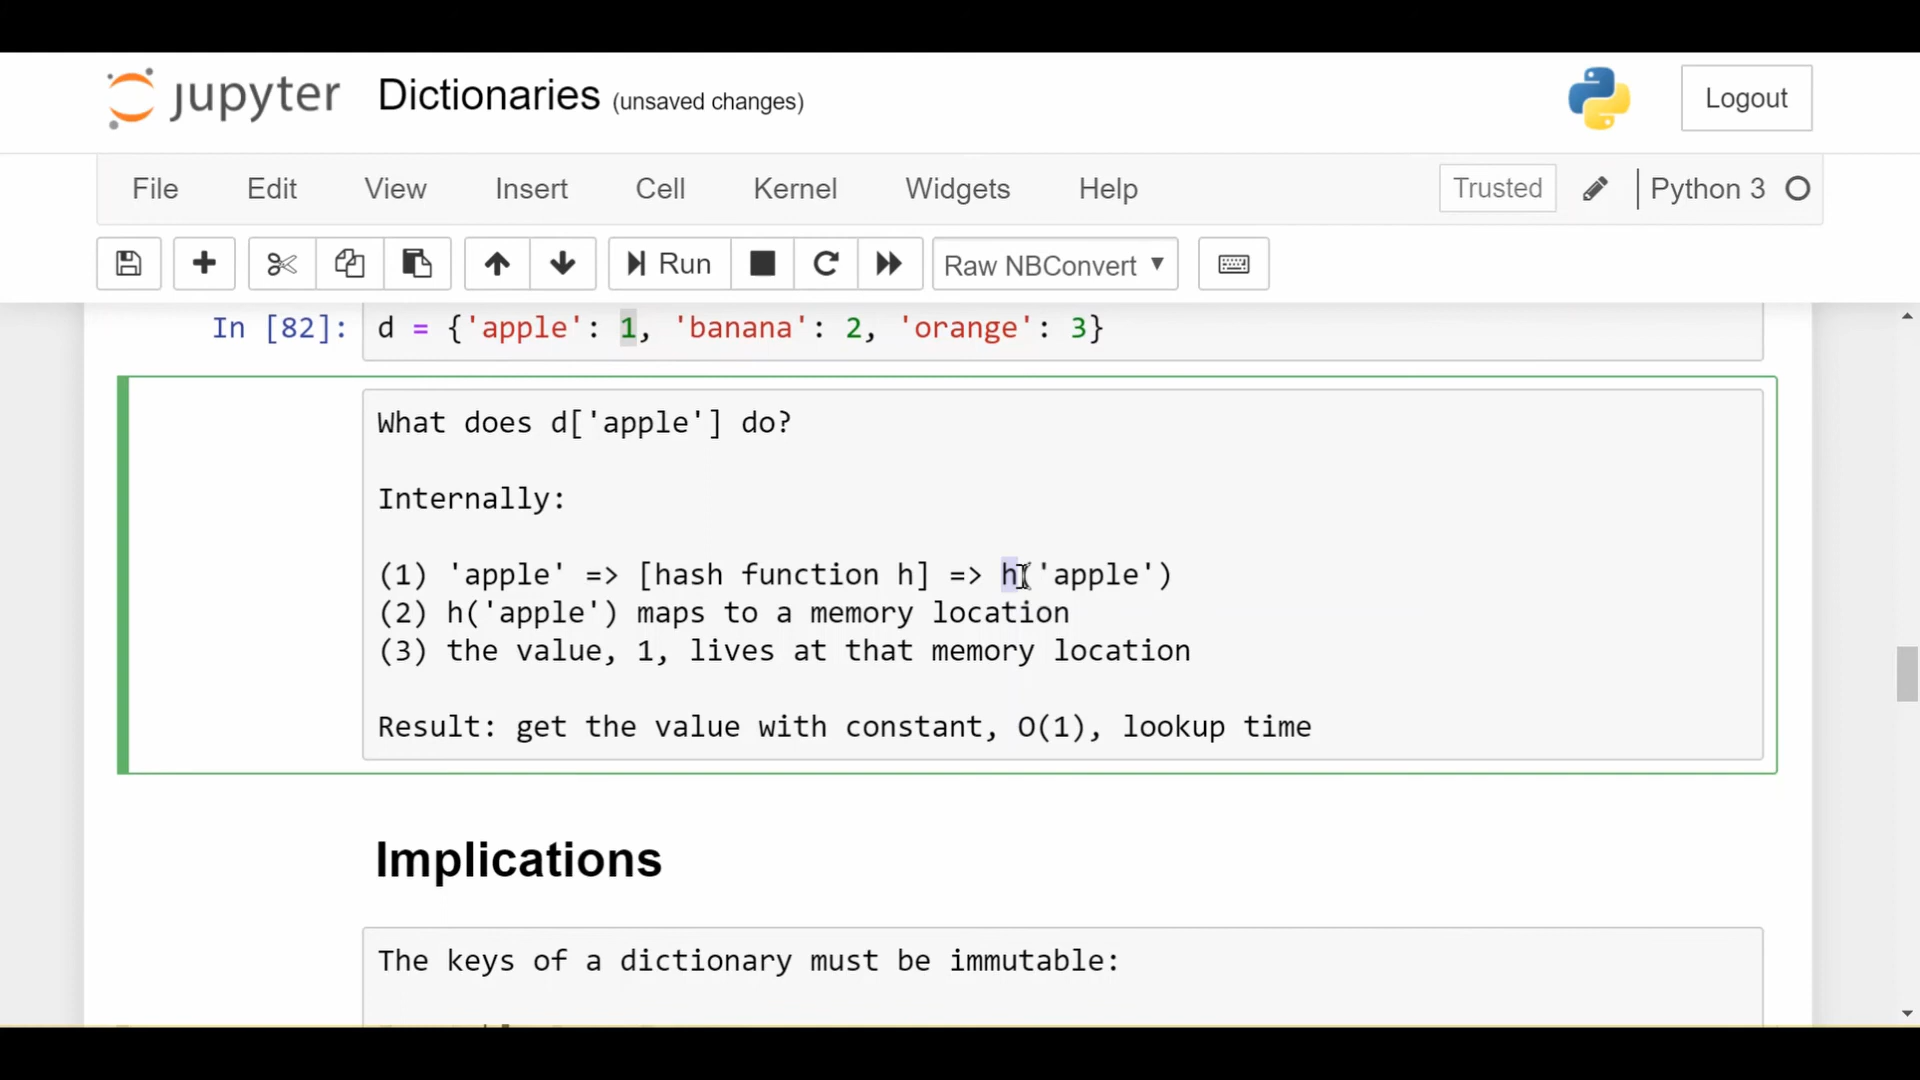 jupyter Dictionaries (unsaved changes) Logout
File Edit View Insert Cell Kernel Widgets Help Trusted Python 3
Run Raw NBConvert
In [82]: d = {'apple': 1, 'banana': 2, 'orange': 3}
What does d['apple'] do?
Internally:
(1) 'apple' => [hash function h] => h('apple')
(2) h('apple') maps to a memory location
(3) the value, 1, lives at that memory location
Result: get the value with constant, O(1), lookup time
Implications
The keys of a dictionary must be immutable: